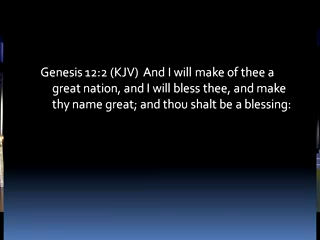 Genesis 12:2 (KJV)  And I will make of thee a
great nation, and I will bless thee, and make
thy name great; and thou shalt be a blessing: